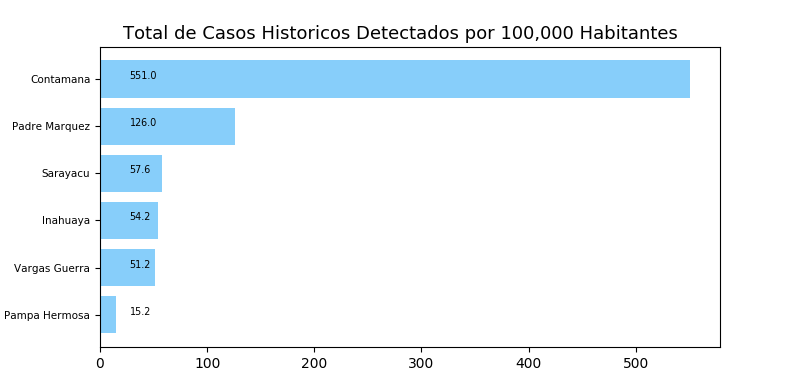 Total de Casos Historicos Detectados por 100,000 Habitantes
Contamana 551.0
Padre Marquez 126.0
Sarayacu 57.6
Inahuaya 54.2
Vargas Guerra 51.2
Pampa Hermosa 15.2
0 100 200 300 400 500